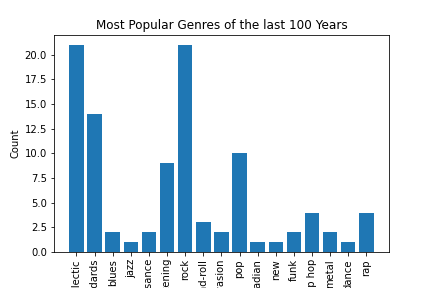 Most Popular Genres of the last 100 Years
Count
20.0
17.5
15.0
12.5
10.0
7.5
5.0
2.5
0.0
lectic
dards
blues
jazz
sance
ening
rock
d-roll
asion
pop
adian
new
funk
p hop
metal
dance
rap